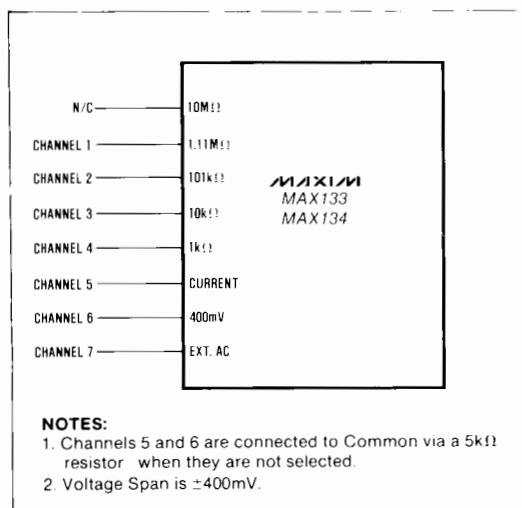 N/C 10MΩ
CHANNEL 1 1.11MΩ
CHANNEL 2 101kΩ
CHANNEL 3 10kΩ
CHANNEL 4 1kΩ
CHANNEL 5 CURRENT
CHANNEL 6 400mV
CHANNEL 7 EXT. AC
MAXIM
MAX133
MAX134
NOTES:
1. Channels 5 and 6 are connected to Common via a 5kΩ
resistor when they are not selected.
2. Voltage Span is ±400mV.